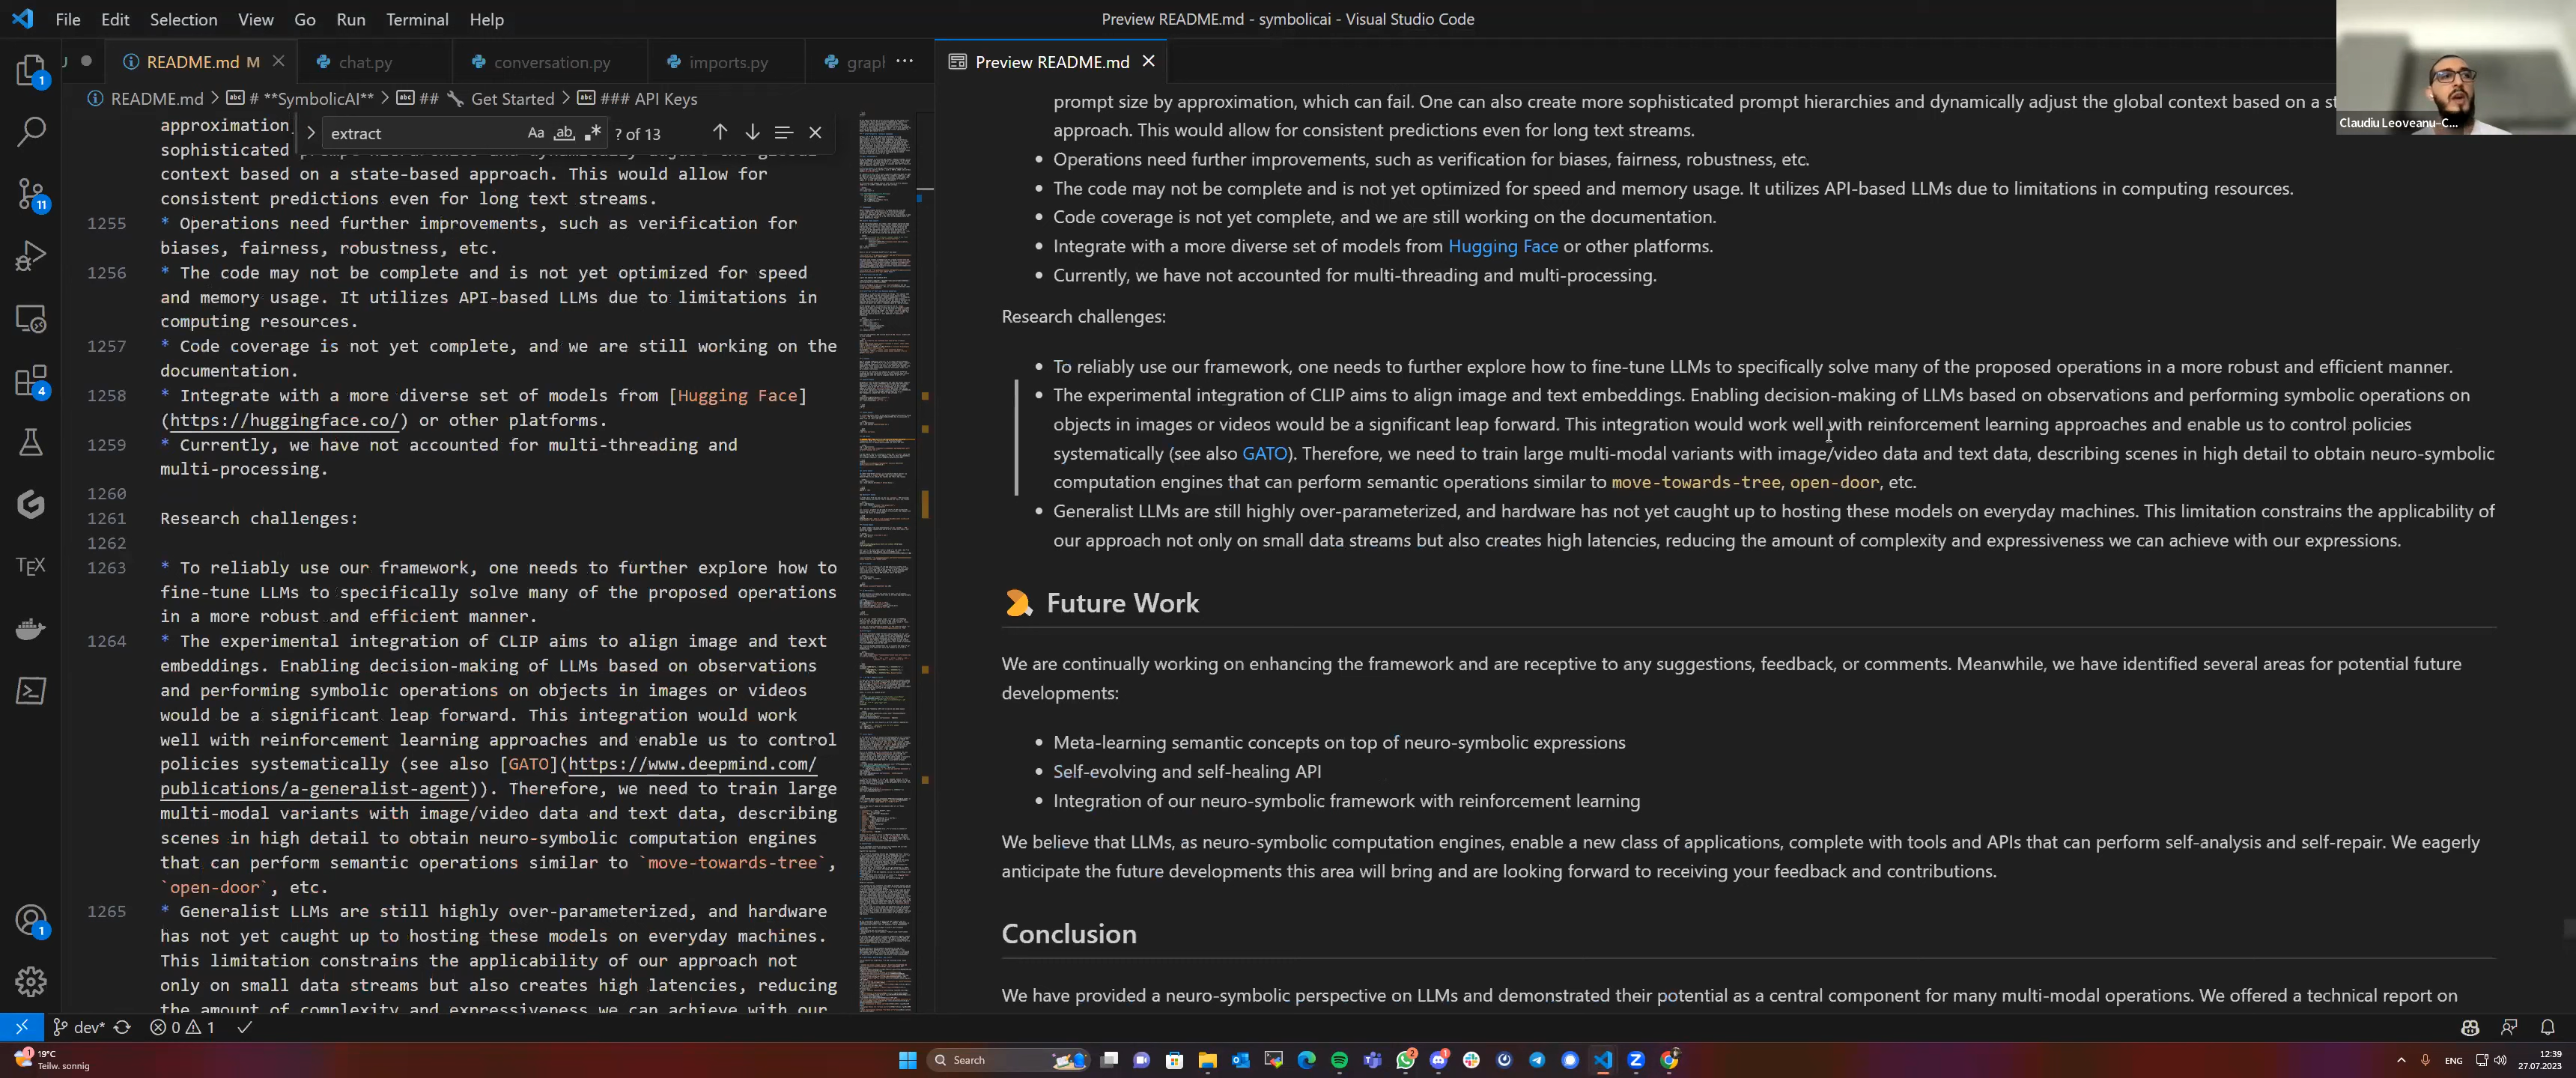 File Edit Selection View Go Run Terminal Help
Preview README.md - symbolicai - Visual Studio Code
README.md M
chat.py
conversation.py
imports.py
Preview README.md
README.md > # **SymbolicAI** > ## Get Started > ### API Keys
extract
Aa ab ? of 13
approximation
sophisticated
context based on a state-based approach. This would allow for
consistent predictions even for long text streams.
1255 * Operations need further improvements, such as verification for
biases, fairness, robustness, etc.
1256 * The code may not be complete and is not yet optimized for speed
and memory usage. It utilizes API-based LLMs due to limitations in
computing resources.
1257 * Code coverage is not yet complete, and we are still working on the
documentation.
1258 * Integrate with a more diverse set of models from [Hugging Face]
(https://huggingface.co/) or other platforms.
1259 * Currently, we have not accounted for multi-threading and
multi-processing.
1260
1261 Research challenges:
1262
1263 * To reliably use our framework, one needs to further explore how to
fine-tune LLMs to specifically solve many of the proposed operations
in a more robust and efficient manner.
1264 * The experimental integration of CLIP aims to align image and text
embeddings. Enabling decision-making of LLMs based on observations
and performing symbolic operations on objects in images or videos
would be a significant leap forward. This integration would work
well with reinforcement learning approaches and enable us to control
policies systematically (see also [GATO](https://www.deepmind.com/
publications/a-generalist-agent)). Therefore, we need to train large
multi-modal variants with image/video data and text data, describing
scenes in high detail to obtain neuro-symbolic computation engines
that can perform semantic operations similar to `move-towards-tree`,
`open-door`, etc.
1265 * Generalist LLMs are still highly over-parameterized, and hardware
has not yet caught up to hosting these models on everyday machines.
This limitation constrains the applicability of our approach not
only on small data streams but also creates high latencies, reducing
the amount of complexity and expressiveness we can achieve with our
prompt size by approximation, which can fail. One can also create more sophisticated prompt hierarchies and dynamically adjust the global context based on a
approach. This would allow for consistent predictions even for long text streams.
• Operations need further improvements, such as verification for biases, fairness, robustness, etc.
• The code may not be complete and is not yet optimized for speed and memory usage. It utilizes API-based LLMs due to limitations in computing resources.
• Code coverage is not yet complete, and we are still working on the documentation.
• Integrate with a more diverse set of models from Hugging Face or other platforms.
• Currently, we have not accounted for multi-threading and multi-processing.
Research challenges:
• To reliably use our framework, one needs to further explore how to fine-tune LLMs to specifically solve many of the proposed operations in a more robust and efficient manner.
• The experimental integration of CLIP aims to align image and text embeddings. Enabling decision-making of LLMs based on observations and performing symbolic operations on
objects in images or videos would be a significant leap forward. This integration would work well with reinforcement learning approaches and enable us to control policies
systematically (see also GATO). Therefore, we need to train large multi-modal variants with image/video data and text data, describing scenes in high detail to obtain neuro-symbolic
computation engines that can perform semantic operations similar to move-towards-tree, open-door, etc.
• Generalist LLMs are still highly over-parameterized, and hardware has not yet caught up to hosting these models on everyday machines. This limitation constrains the applicability of
our approach not only on small data streams but also creates high latencies, reducing the amount of complexity and expressiveness we can achieve with our expressions.
Future Work
We are continually working on enhancing the framework and are receptive to any suggestions, feedback, or comments. Meanwhile, we have identified several areas for potential future
developments:
• Meta-learning semantic concepts on top of neuro-symbolic expressions
• Self-evolving and self-healing API
• Integration of our neuro-symbolic framework with reinforcement learning
We believe that LLMs, as neuro-symbolic computation engines, enable a new class of applications, complete with tools and APIs that can perform self-analysis and self-repair. We eagerly
anticipate the future developments this area will bring and are looking forward to receiving your feedback and contributions.
Conclusion
We have provided a neuro-symbolic perspective on LLMs and demonstrated their potential as a central component for many multi-modal operations. We offered a technical report on
Claudiu Leoveanu-C...
1
11
4
TEX
1
dev* 0 1
19°C
Teilw. sonnig
Search
ENG
12:39
27.07.2023